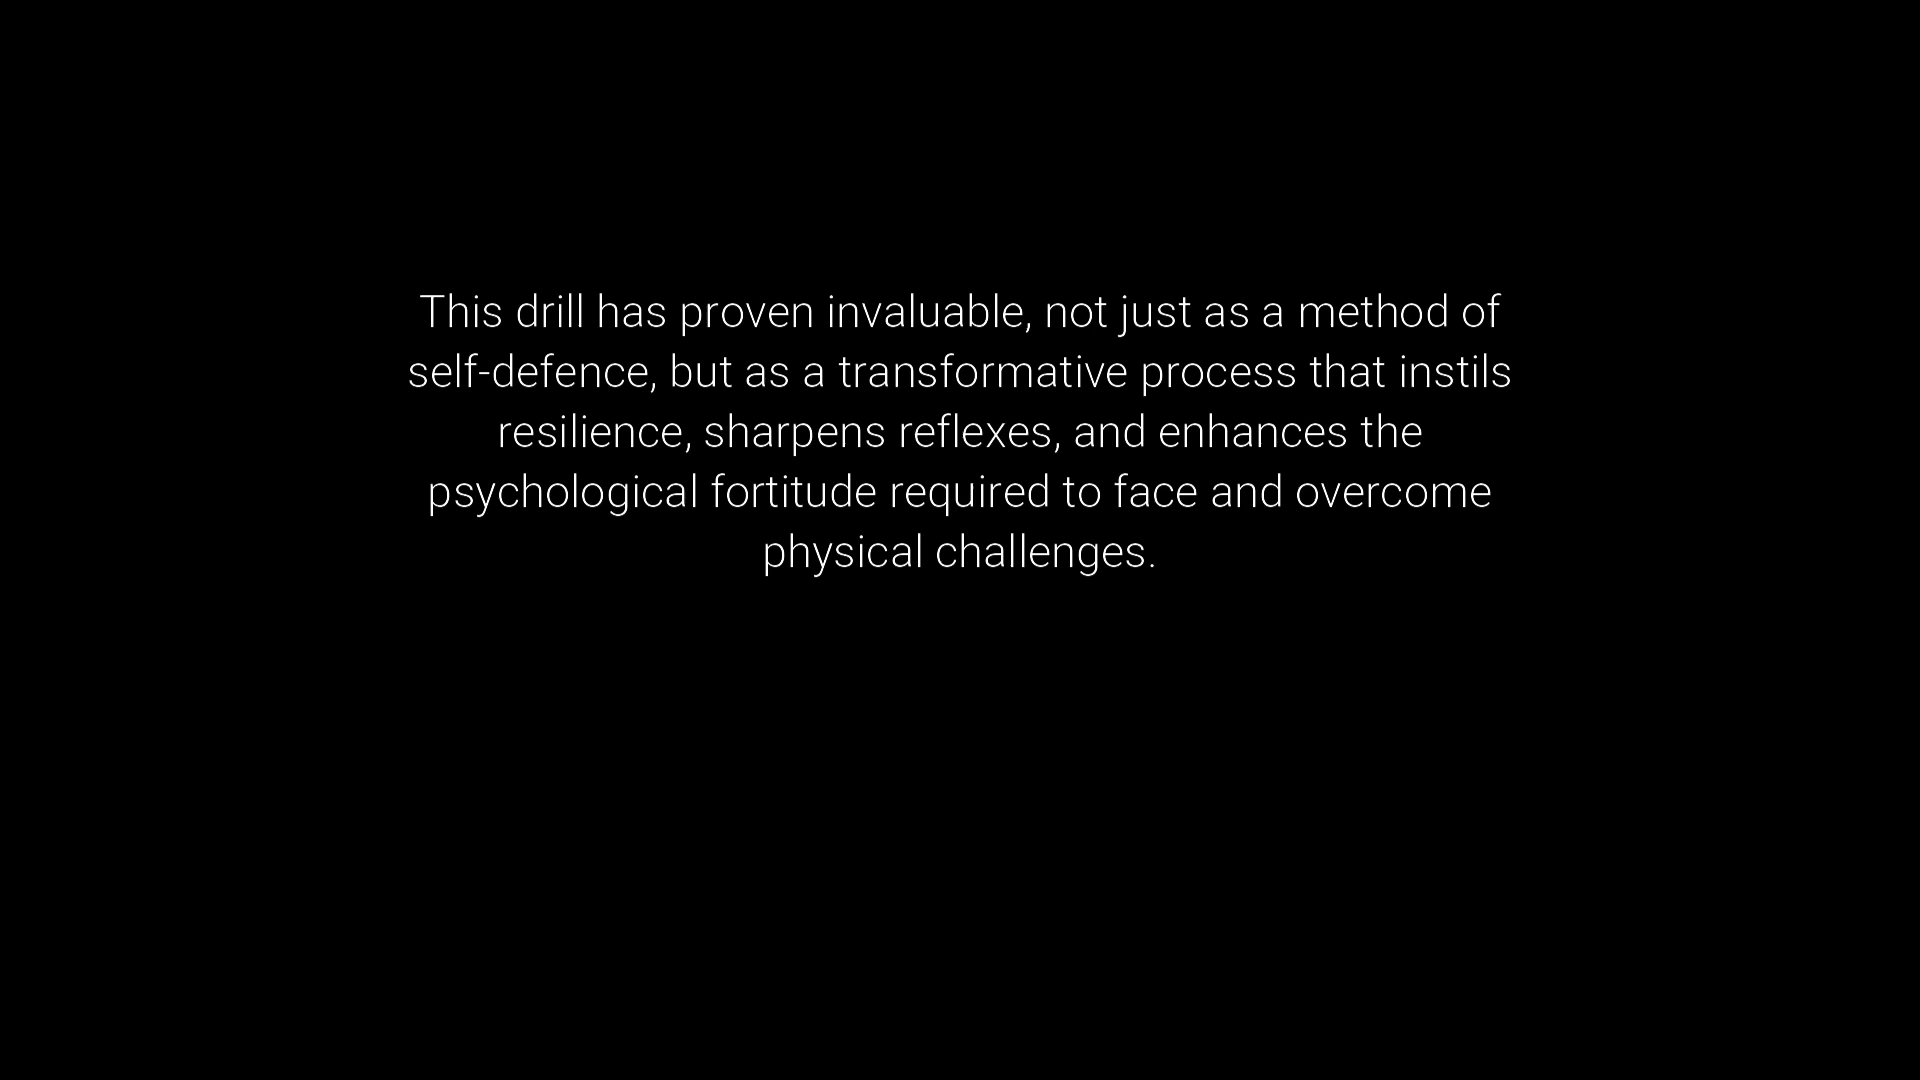 This drill has proven invaluable, not just as a method of
self-defence, but as a transformative process that instils
resilience, sharpens reflexes, and enhances the
psychological fortitude required to face and overcome
physical challenges.